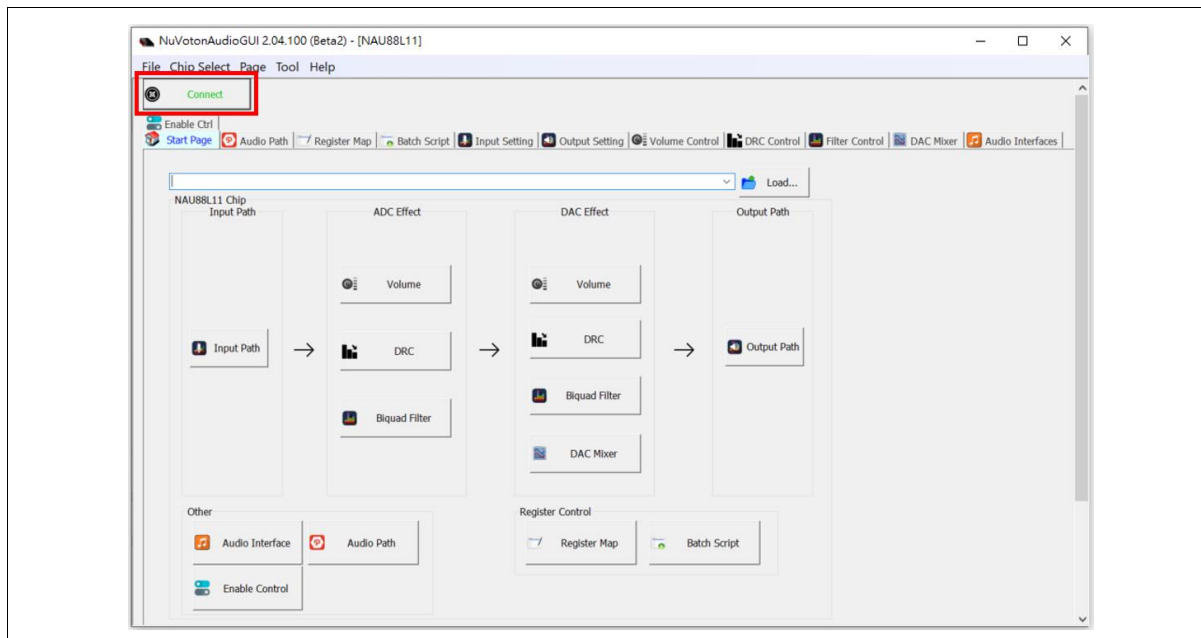 NuVotonAudioGUI 2.04.100 (Beta2) - [NAU88L11]
File Chip Select Page Tool Help
Connect
Enable Ctrl
Start Page Audio Path Register Map Batch Script Input Setting Output Setting Volume Control DRC Control Filter Control DAC Mixer Audio Interfaces
Load...
NAU88L11 Chip
Input Path ADC Effect DAC Effect Output Path
Volume Volume
Input Path DRC DRC Output Path
Biquad Filter Biquad Filter
DAC Mixer
Other Register Control
Audio Interface Audio Path Register Map Batch Script
Enable Control